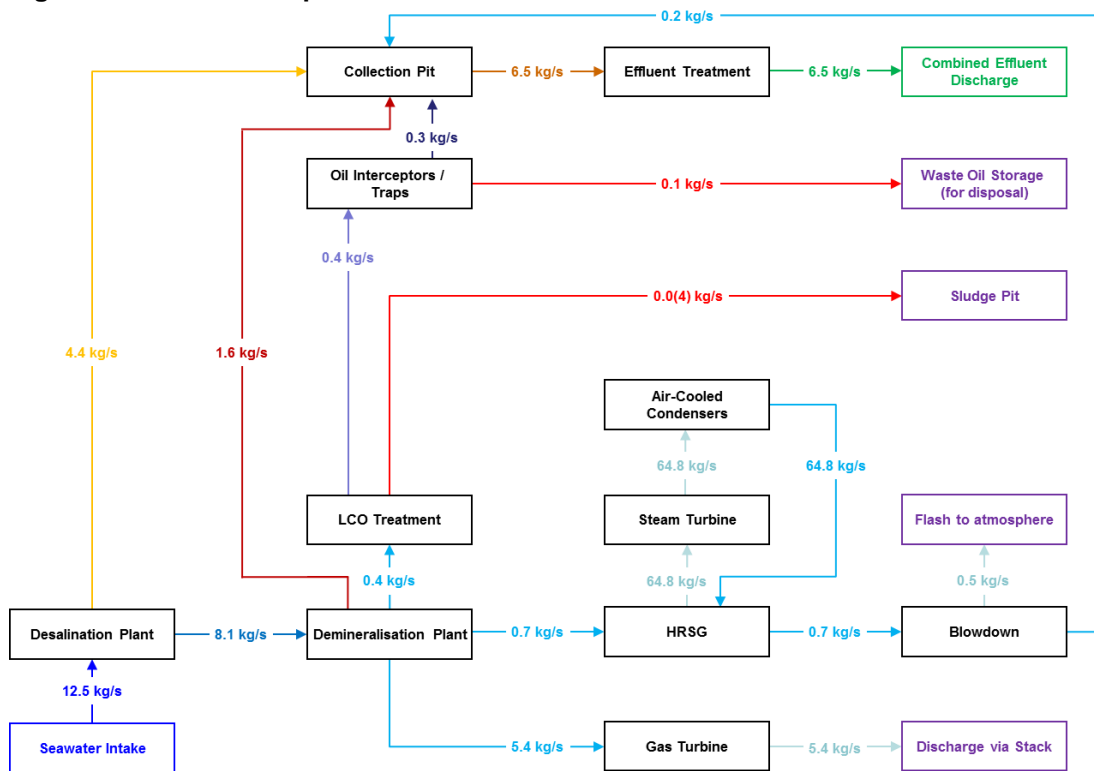 0.2 kg/s
Collection Pit
6.5 kg/s
Effluent Treatment
6.5 kg/s
Combined Effluent
Discharge
0.3 kg/s
Oil Interceptors /
Traps
0.1 kg/s
Waste Oil Storage
(for disposal)
0.4 kg/s
0.0(4) kg/s
Sludge Pit
4.4 kg/s
1.6 kg/s
Air-Cooled
Condensers
64.8 kg/s
64.8 kg/s
LCO Treatment
Steam Turbine
Flash to atmosphere
0.4 kg/s
64.8 kg/s
0.5 kg/s
Desalination Plant
8.1 kg/s
Demineralisation Plant
0.7 kg/s
HRSG
0.7 kg/s
Blowdown
12.5 kg/s
Seawater Intake
5.4 kg/s
Gas Turbine
5.4 kg/s
Discharge via Stack